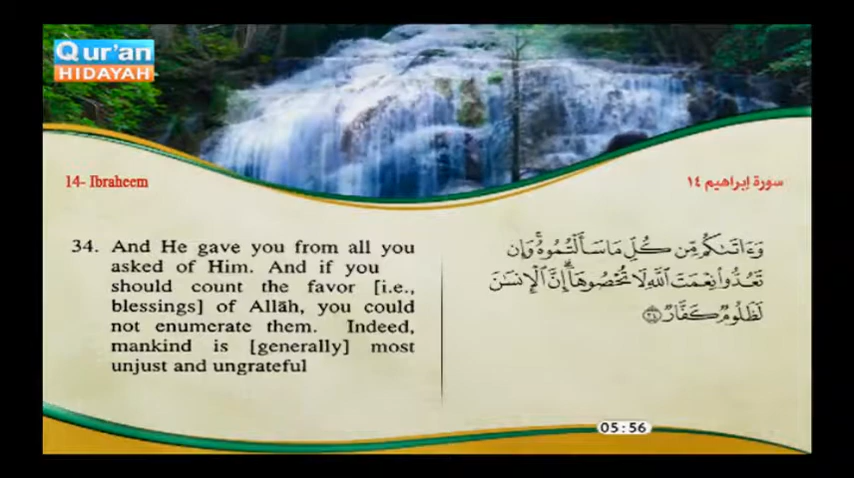 Qur'an
HIDAYAH
14- Ibraheem
سورة إبراهيم ١٤
34. And He gave you from all you
asked of Him. And if you
should count the favor [i.e.,
blessings] of Allāh, you could
not enumerate them. Indeed,
mankind is [generally] most
unjust and ungrateful
وَءَاتَىٰكُم مِّن كُلِّ مَا سَأَلْتُمُوهُ ۚ وَإِن
تَعُدُّوا۟ نِعْمَتَ ٱللَّهِ لَا تُحْصُوهَآ ۗ إِنَّ ٱلْإِنسَـٰنَ
لَظَلُومٌ كَفَّارٌ ٣٤
05:56